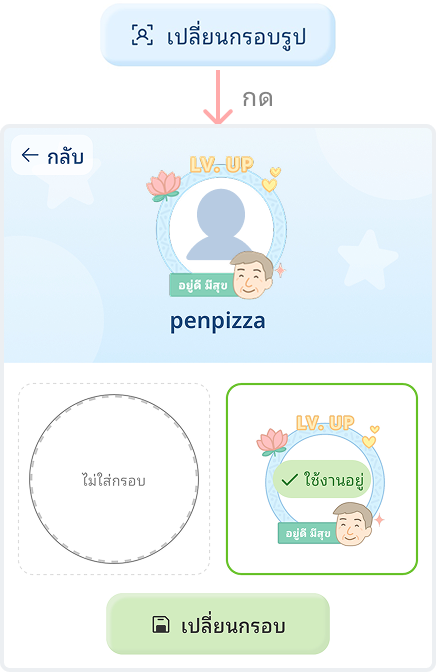 เปลี่ยนกรอบรูป
กด
← กลับ
LV. UP
อยู่ดี มีสุข
penpizza
ไม่ใส่กรอบ
LV. UP
ใช้งานอยู่
อยู่ดี มีสุข
เปลี่ยนกรอบ